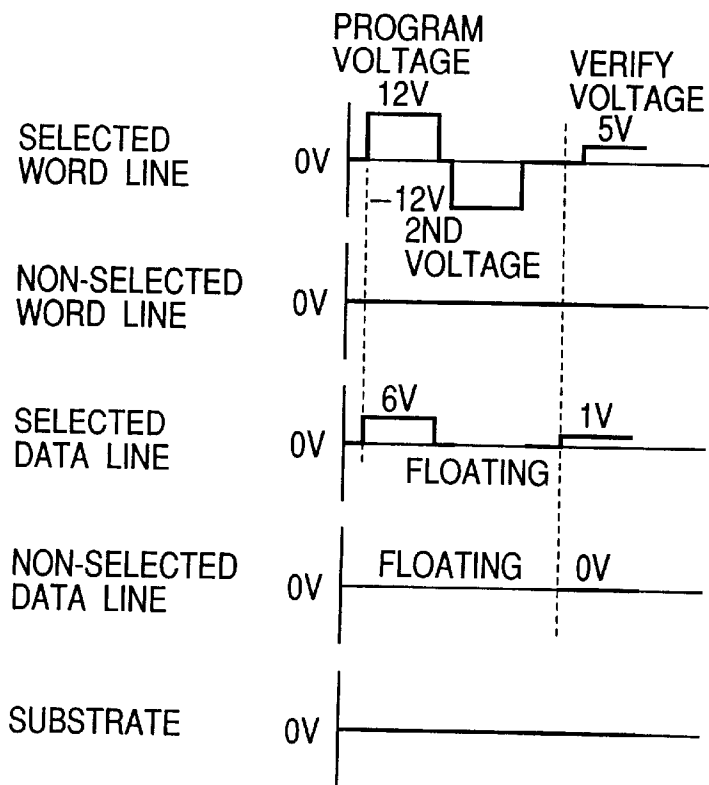 PROGRAM
VOLTAGE
12V
VERIFY
VOLTAGE
5V
SELECTED
WORD LINE
0V
−12V
2ND
VOLTAGE
NON-SELECTED
WORD LINE
0V
SELECTED
DATA LINE
0V
6V
1V
FLOATING
NON-SELECTED
DATA LINE
0V
FLOATING
0V
SUBSTRATE
0V